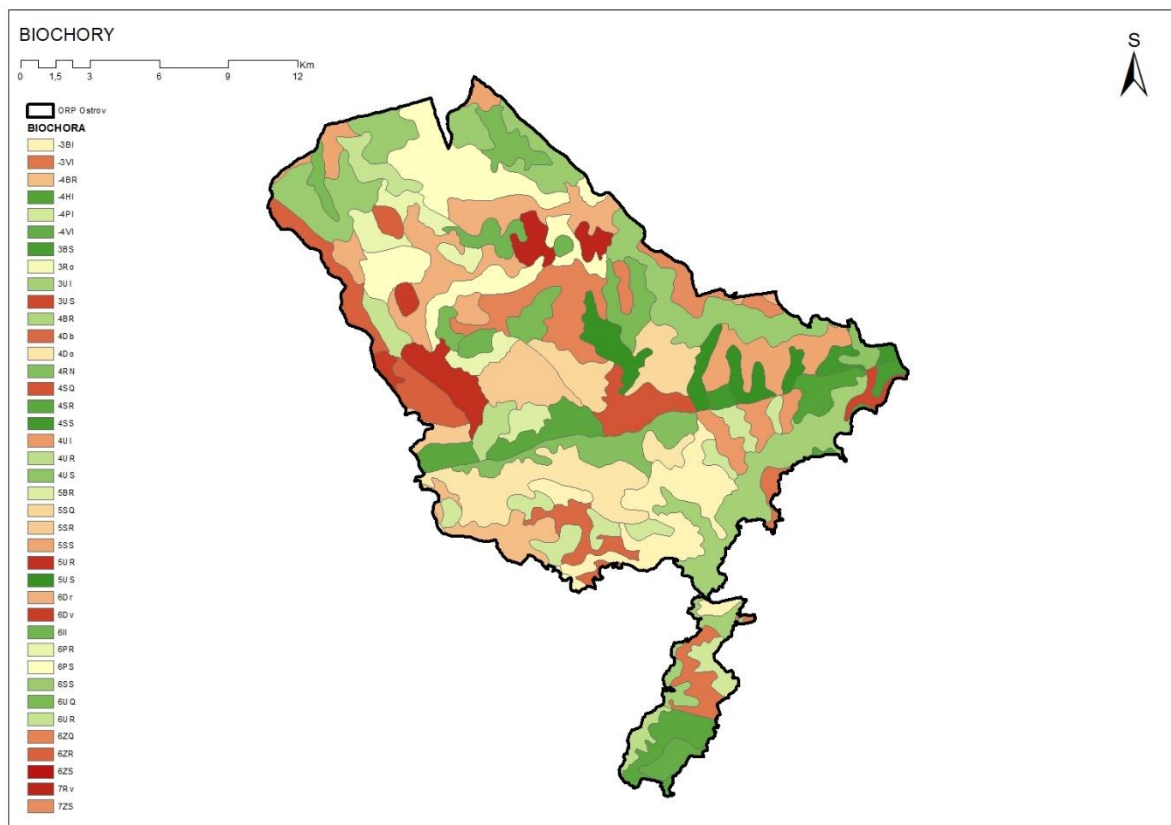 BIOCHORY
S
Km
0 1,5 3 6 9 12
ORP Ostrov
BIOCHORA
-3BI
-3VI
-4BR
-4HI
-4PI
-4VI
3BS
3Ro
3UI
3US
4BR
4Db
4Do
4RN
4SQ
4SR
4SS
4UI
4UR
4US
5BR
5SQ
5SR
5SS
5UR
5US
6Dr
6Dv
6II
6PR
6PS
6SS
6UQ
6UR
6ZQ
6ZR
6ZS
7Rv
7ZS